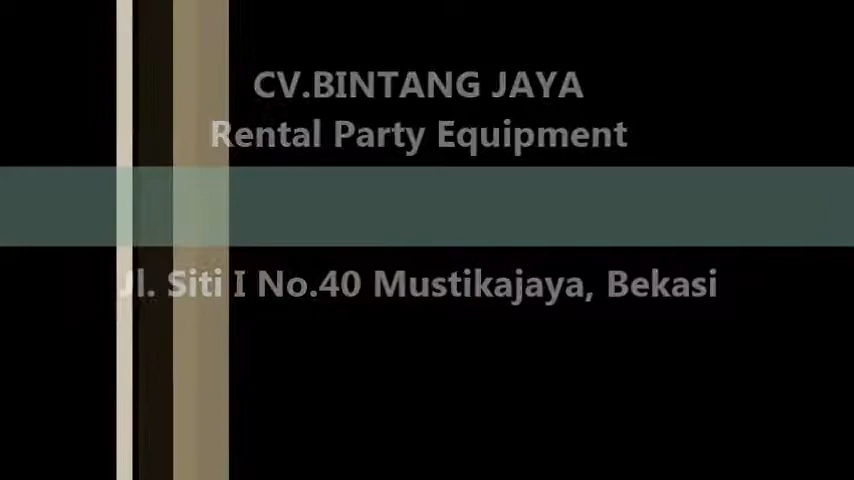 CV.BINTANG JAYA
Rental Party Equipment
Jl. Siti I No.40 Mustikajaya, Bekasi